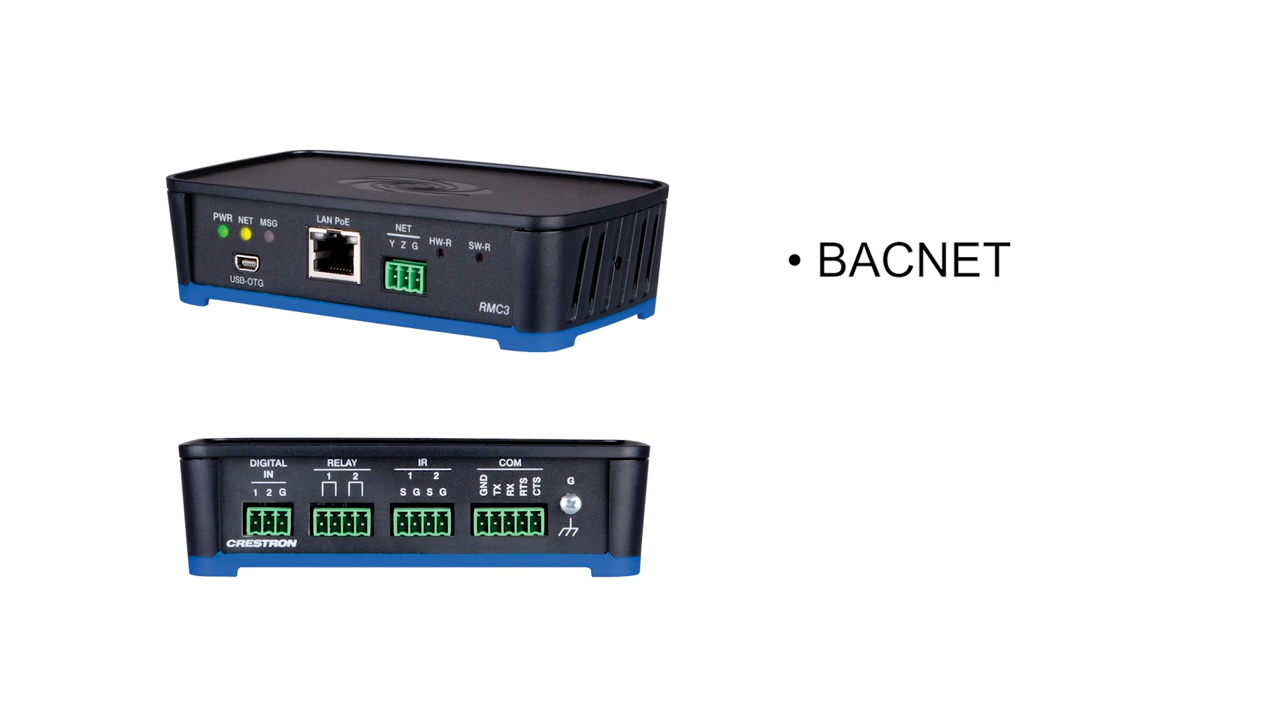 PWR NET MSG
LAN PoE
NET
Y Z G
HW-R
SW-R
USB-OTG
RMC3
• BACNET
DIGITAL IN
1 2 G
RELAY
1 2
IR
1 2
S G S G
COM
GND TX RX RTS CTS
G
CRESTRON